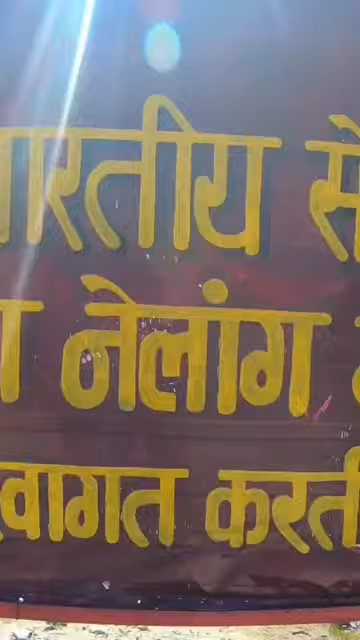 भारतीय से
नेलांग
स्वागत करती